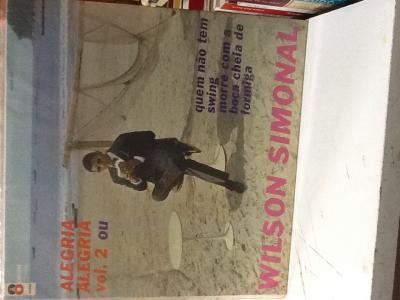 ALEGRIA
ALEGRIA
vol. 2 ou
quem não tem
swing
morre com a
boca cheia de
formiga
WILSON SIMONAL